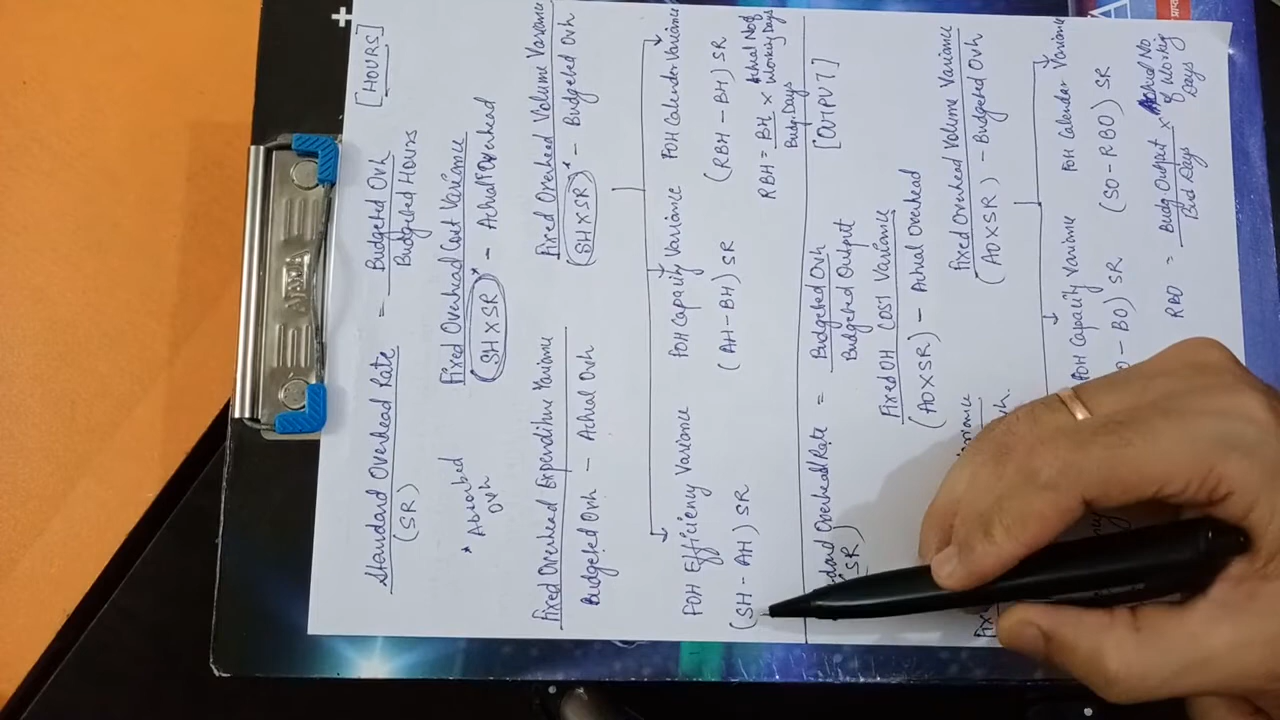 [HOURS]
Standard Overhead Rate = Budgeted Ovh
(SR) Budgeted Hours
Fixed Overhead Cost Variance
* Absorbed (SH X SR)* - Actual Overhead
ovh
Fixed Overhead Expenditure Variance Fixed Overhead Volume Variance
Budgeted Ovh - Actual Ovh (SH X SR)* - Budgeted Ovh
FOH Efficiency Variance FOH Capacity Variance FOH Calender Variance
(SH - AH) SR (AH - BH) SR (RBH - BH) SR
RBH = BH X Actual No of
Working Days
Budg. Days
[OUTPUT]
Overhead Rate = Budgeted Ovh
SR) Budgeted Output
Fixed OH COST Variance
(AO X SR) - Actual Overhead
Fixed Overhead Volume Variance
(AO X SR) - Budgeted Ovh
FOH Capacity Variance FOH Calendar Variance
- BO) SR (SO - RBO) SR
RBO = Budg. Output X Actual No
Bud Days of Working
Days
APNA